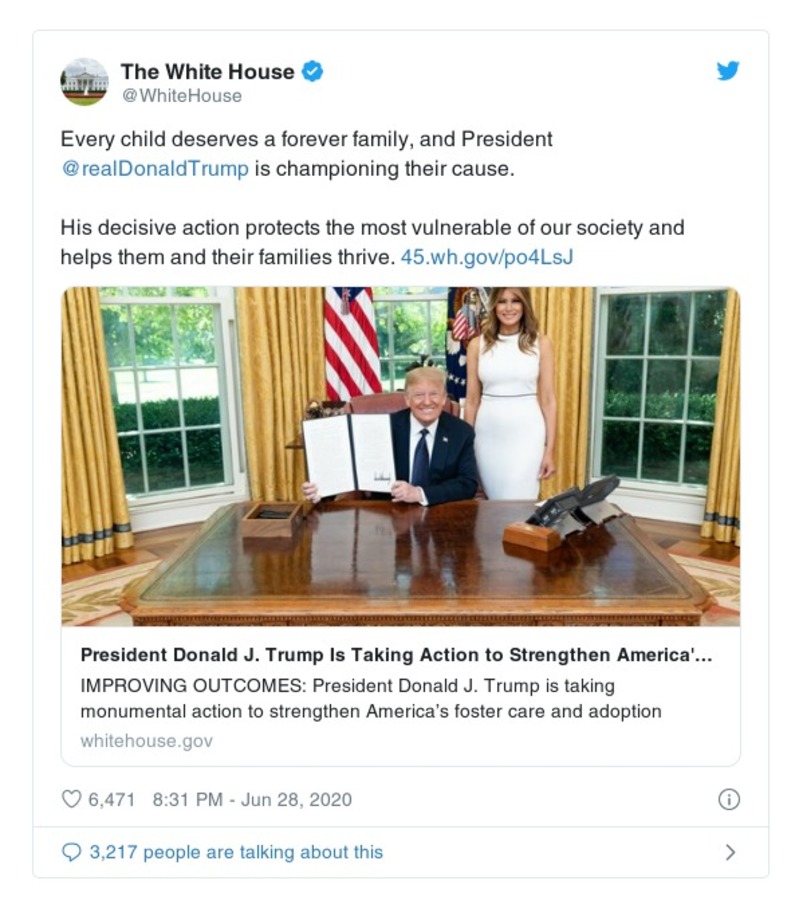 The White House
@WhiteHouse
Every child deserves a forever family, and President
@realDonaldTrump is championing their cause.
His decisive action protects the most vulnerable of our society and
helps them and their families thrive. 45.wh.gov/po4LsJ
President Donald J. Trump Is Taking Action to Strengthen America'...
IMPROVING OUTCOMES: President Donald J. Trump is taking
monumental action to strengthen America’s foster care and adoption
whitehouse.gov
6,471 8:31 PM - Jun 28, 2020
3,217 people are talking about this